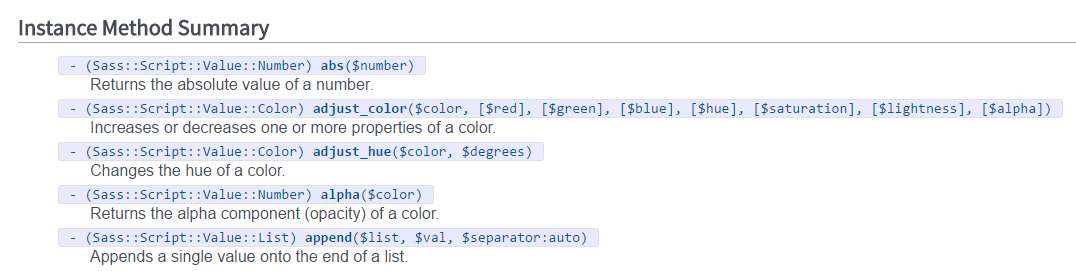 Instance Method Summary
- (Sass::Script::Value::Number) abs($number)
Returns the absolute value of a number.
- (Sass::Script::Value::Color) adjust_color($color, [$red], [$green], [$blue], [$hue], [$saturation], [$lightness], [$alpha])
Increases or decreases one or more properties of a color.
- (Sass::Script::Value::Color) adjust_hue($color, $degrees)
Changes the hue of a color.
- (Sass::Script::Value::Number) alpha($color)
Returns the alpha component (opacity) of a color.
- (Sass::Script::Value::List) append($list, $val, $separator:auto)
Appends a single value onto the end of a list.